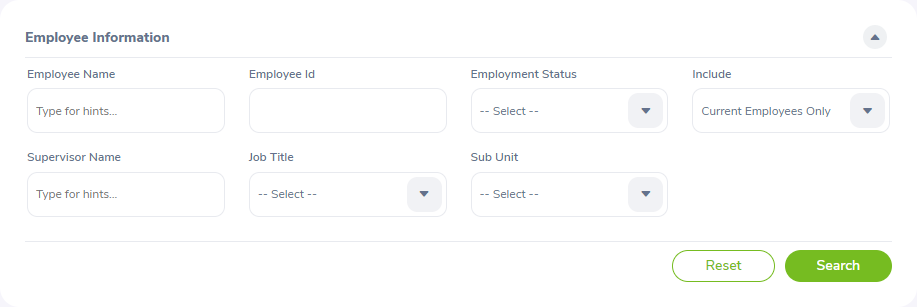 Employee Information
Employee Name Employee Id Employment Status Include
Type for hints... -- Select -- Current Employees Only
Supervisor Name Job Title Sub Unit
Type for hints... -- Select -- -- Select --
Reset Search